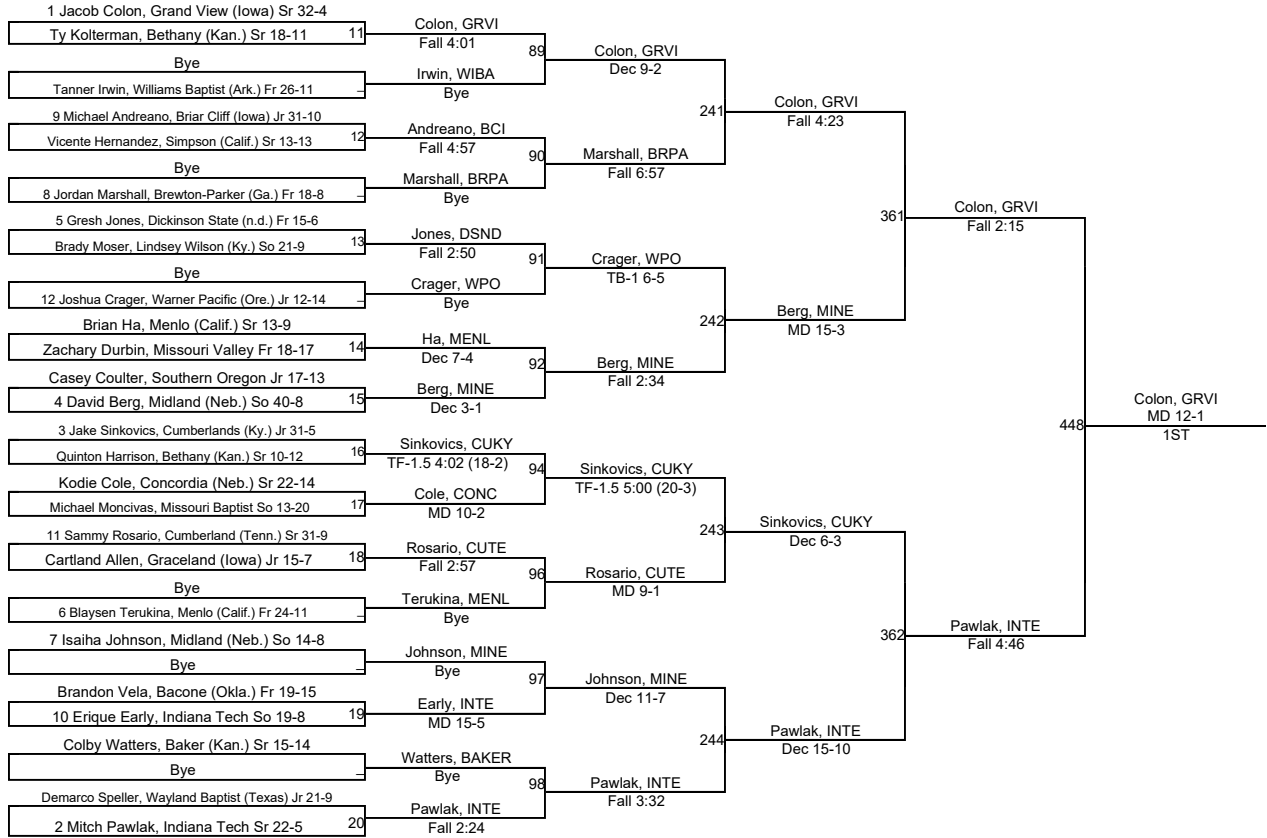 1 Jacob Colon, Grand View (Iowa) Sr 32-4
Ty Kolterman, Bethany (Kan.) Sr 18-11
11
Bye
Tanner Irwin, Williams Baptist (Ark.) Fr 26-11
_
9 Michael Andreano, Briar Cliff (Iowa) Jr 31-10
Vicente Hernandez, Simpson (Calif.) Sr 13-13
12
Bye
8 Jordan Marshall, Brewton-Parker (Ga.) Fr 18-8
_
5 Gresh Jones, Dickinson State (n.d.) Fr 15-6
Brady Moser, Lindsey Wilson (Ky.) So 21-9
13
Bye
12 Joshua Crager, Warner Pacific (Ore.) Jr 12-14
_
Brian Ha, Menlo (Calif.) Sr 13-9
Zachary Durbin, Missouri Valley Fr 18-17
14
Casey Coulter, Southern Oregon Jr 17-13
4 David Berg, Midland (Neb.) So 40-8
15
3 Jake Sinkovics, Cumberlands (Ky.) Jr 31-5
Quinton Harrison, Bethany (Kan.) Sr 10-12
16
Kodie Cole, Concordia (Neb.) Sr 22-14
Michael Moncivas, Missouri Baptist So 13-20
17
11 Sammy Rosario, Cumberland (Tenn.) Sr 31-9
Cartland Allen, Graceland (Iowa) Jr 15-7
18
Bye
6 Blaysen Terukina, Menlo (Calif.) Fr 24-11
_
7 Isaiha Johnson, Midland (Neb.) So 14-8
Bye
_
Brandon Vela, Bacone (Okla.) Fr 19-15
10 Erique Early, Indiana Tech So 19-8
19
Colby Watters, Baker (Kan.) Sr 15-14
Bye
_
Demarco Speller, Wayland Baptist (Texas) Jr 21-9
2 Mitch Pawlak, Indiana Tech Sr 22-5
20
Colon, GRVI
Fall 4:01
89
Irwin, WIBA
Bye
Andreano, BCI
Fall 4:57
90
Marshall, BRPA
Bye
Jones, DSND
Fall 2:50
91
Crager, WPO
Bye
Ha, MENL
Dec 7-4
92
Berg, MINE
Dec 3-1
Sinkovics, CUKY
TF-1.5 4:02 (18-2)
94
Cole, CONC
MD 10-2
Rosario, CUTE
Fall 2:57
96
Terukina, MENL
Bye
Johnson, MINE
Bye
97
Early, INTE
MD 15-5
Watters, BAKER
Bye
98
Pawlak, INTE
Fall 2:24
Colon, GRVI
Dec 9-2
241
Marshall, BRPA
Fall 6:57
Crager, WPO
TB-1 6-5
242
Berg, MINE
Fall 2:34
Sinkovics, CUKY
TF-1.5 5:00 (20-3)
243
Rosario, CUTE
MD 9-1
Johnson, MINE
Dec 11-7
244
Pawlak, INTE
Fall 3:32
Colon, GRVI
Fall 4:23
361
Berg, MINE
MD 15-3
Sinkovics, CUKY
Dec 6-3
362
Pawlak, INTE
Dec 15-10
Colon, GRVI
Fall 2:15
448
Pawlak, INTE
Fall 4:46
Colon, GRVI
MD 12-1
1ST